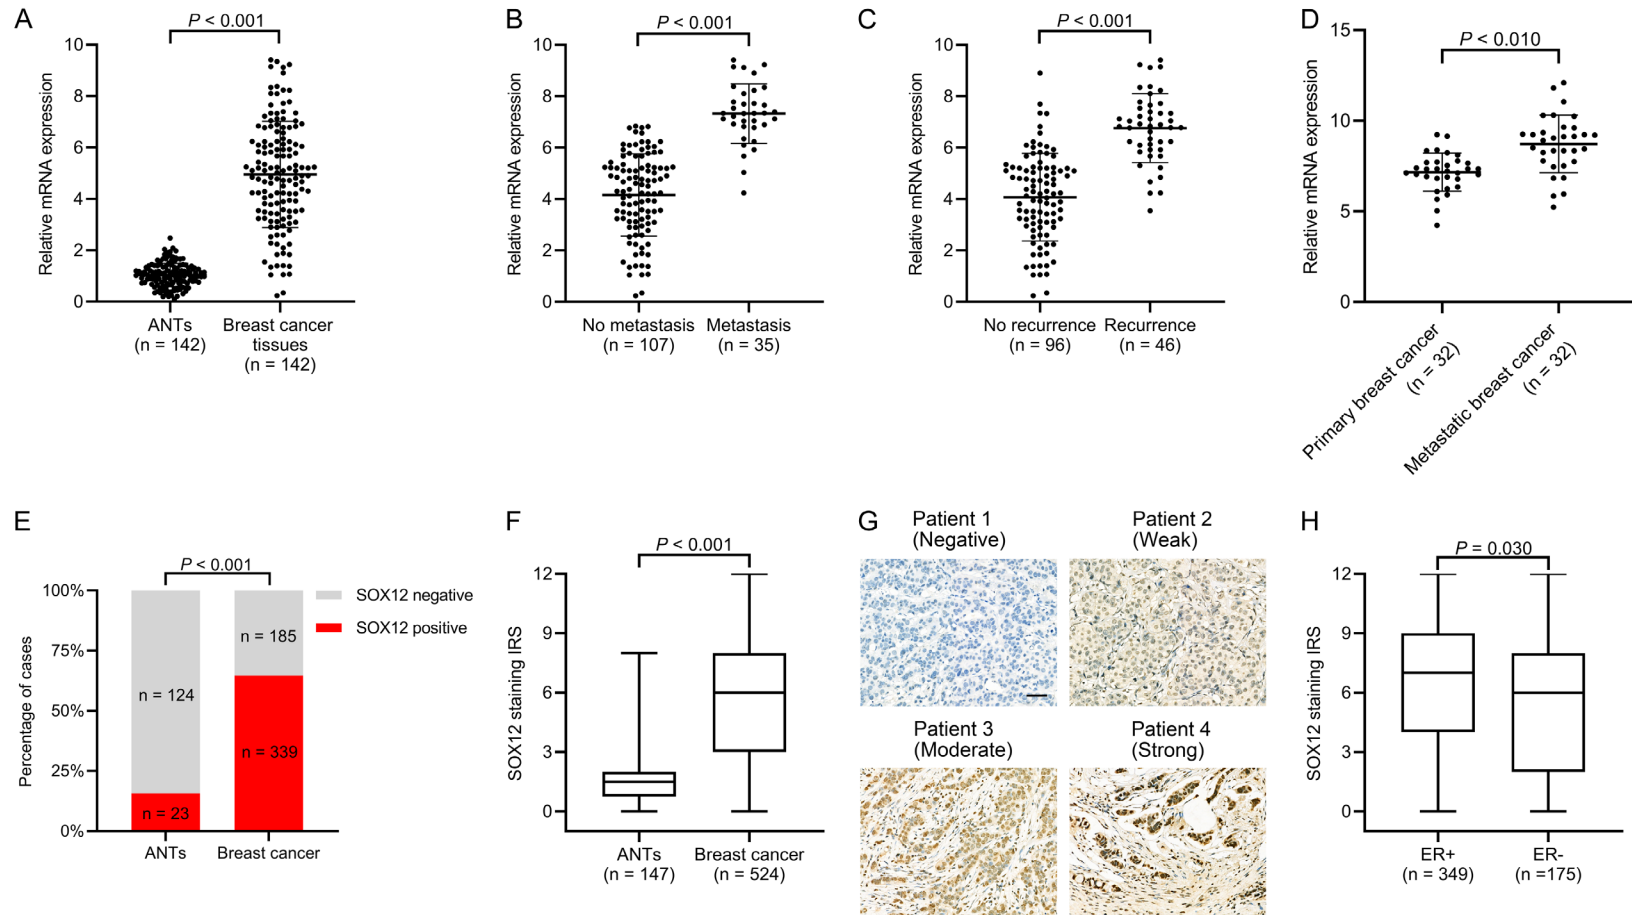 A
P < 0.001
Relative mRNA expression
10
8
6
4
2
0
ANTs
(n = 142)
Breast cancer
tissues
(n = 142)
B
P < 0.001
Relative mRNA expression
10
8
6
4
2
0
No metastasis
(n = 107)
Metastasis
(n = 35)
C
P < 0.001
Relative mRNA expression
10
8
6
4
2
0
No recurrence
(n = 96)
Recurrence
(n = 46)
D
P < 0.010
Relative mRNA expression
15
10
5
0
Primary breast cancer
(n = 32)
Metastatic breast cancer
(n = 32)
E
P < 0.001
Percentage of cases
100%
75%
50%
25%
0%
n = 124
n = 23
n = 185
n = 339
ANTs
Breast cancer
SOX12 negative
SOX12 positive
F
P < 0.001
SOX12 staining IRS
12
9
6
3
0
ANTs
(n = 147)
Breast cancer
(n = 524)
G
Patient 1
(Negative)
Patient 2
(Weak)
Patient 3
(Moderate)
Patient 4
(Strong)
H
P = 0.030
SOX12 staining IRS
12
9
6
3
0
ER+
(n = 349)
ER-
(n =175)